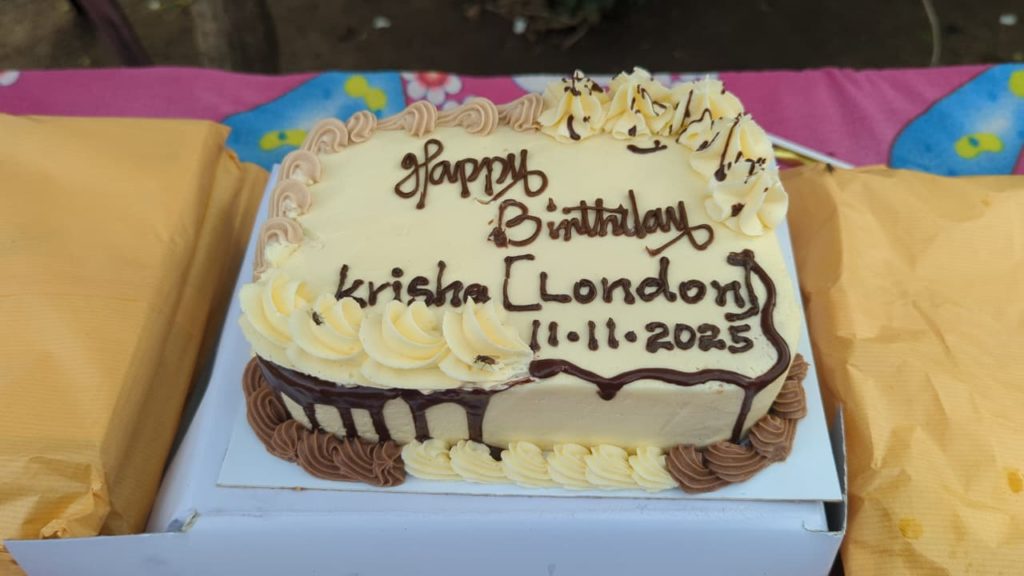 Happy
Birthday
Krisha [London]
11.11.2025